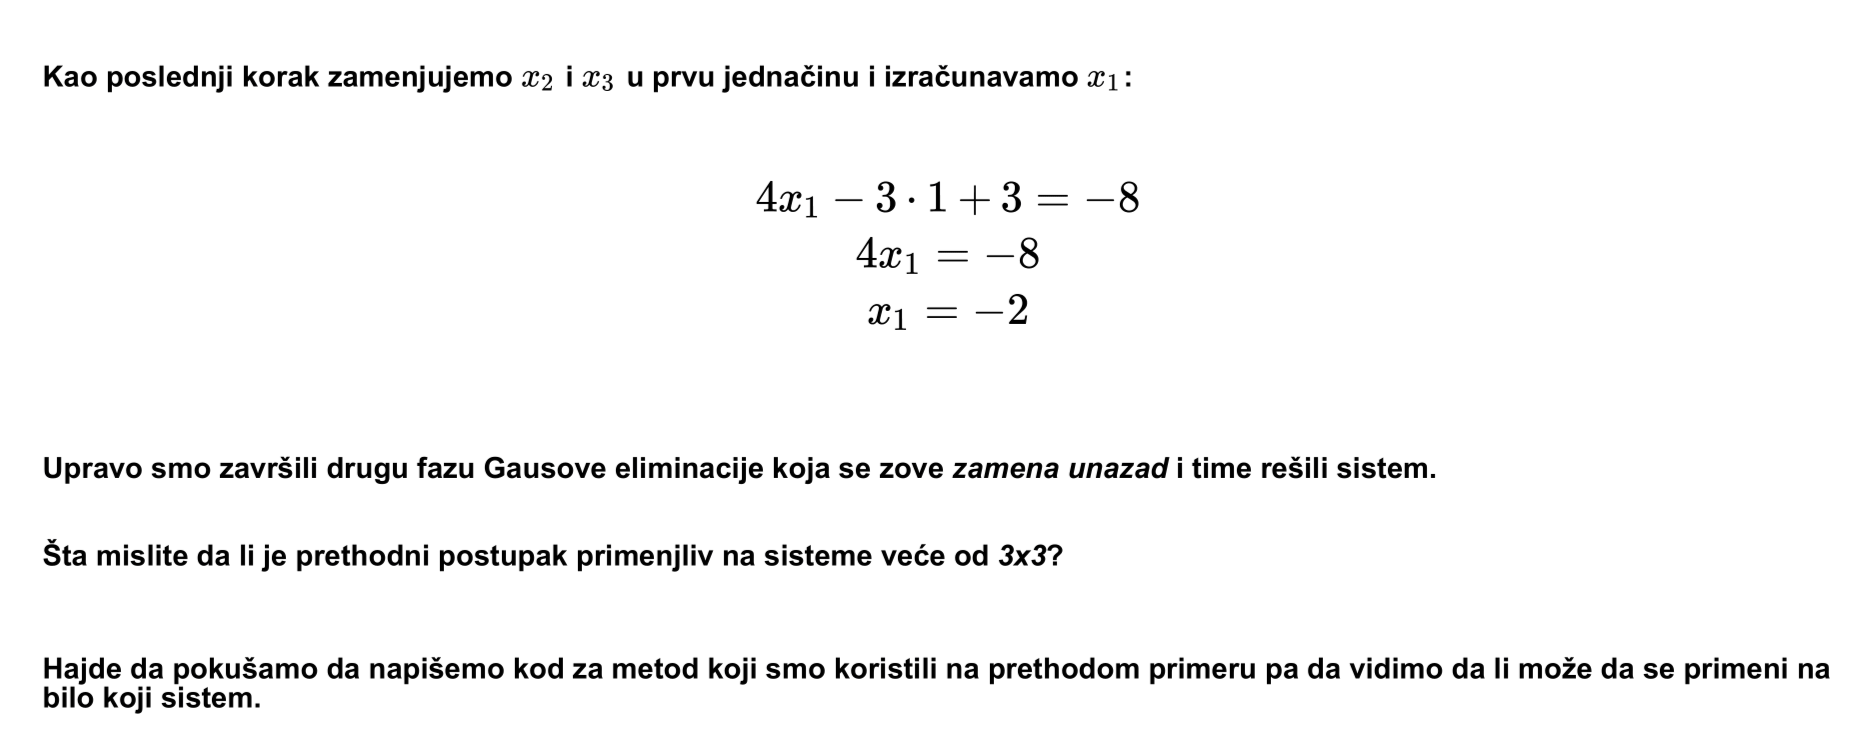 Kao poslednji korak zamenjujemo x₂ i x₃ u prvu jednačinu i izračunavamo x₁:
4x₁ − 3 · 1 + 3 = −8
4x₁ = −8
x₁ = −2
Upravo smo završili drugu fazu Gausove eliminacije koja se zove zamena unazad i time rešili sistem.
Šta mislite da li je prethodni postupak primenjliv na sisteme veće od 3x3?
Hajde da pokušamo da napišemo kod za metod koji smo koristili na prethodom primeru pa da vidimo da li može da se primeni na
bilo koji sistem.